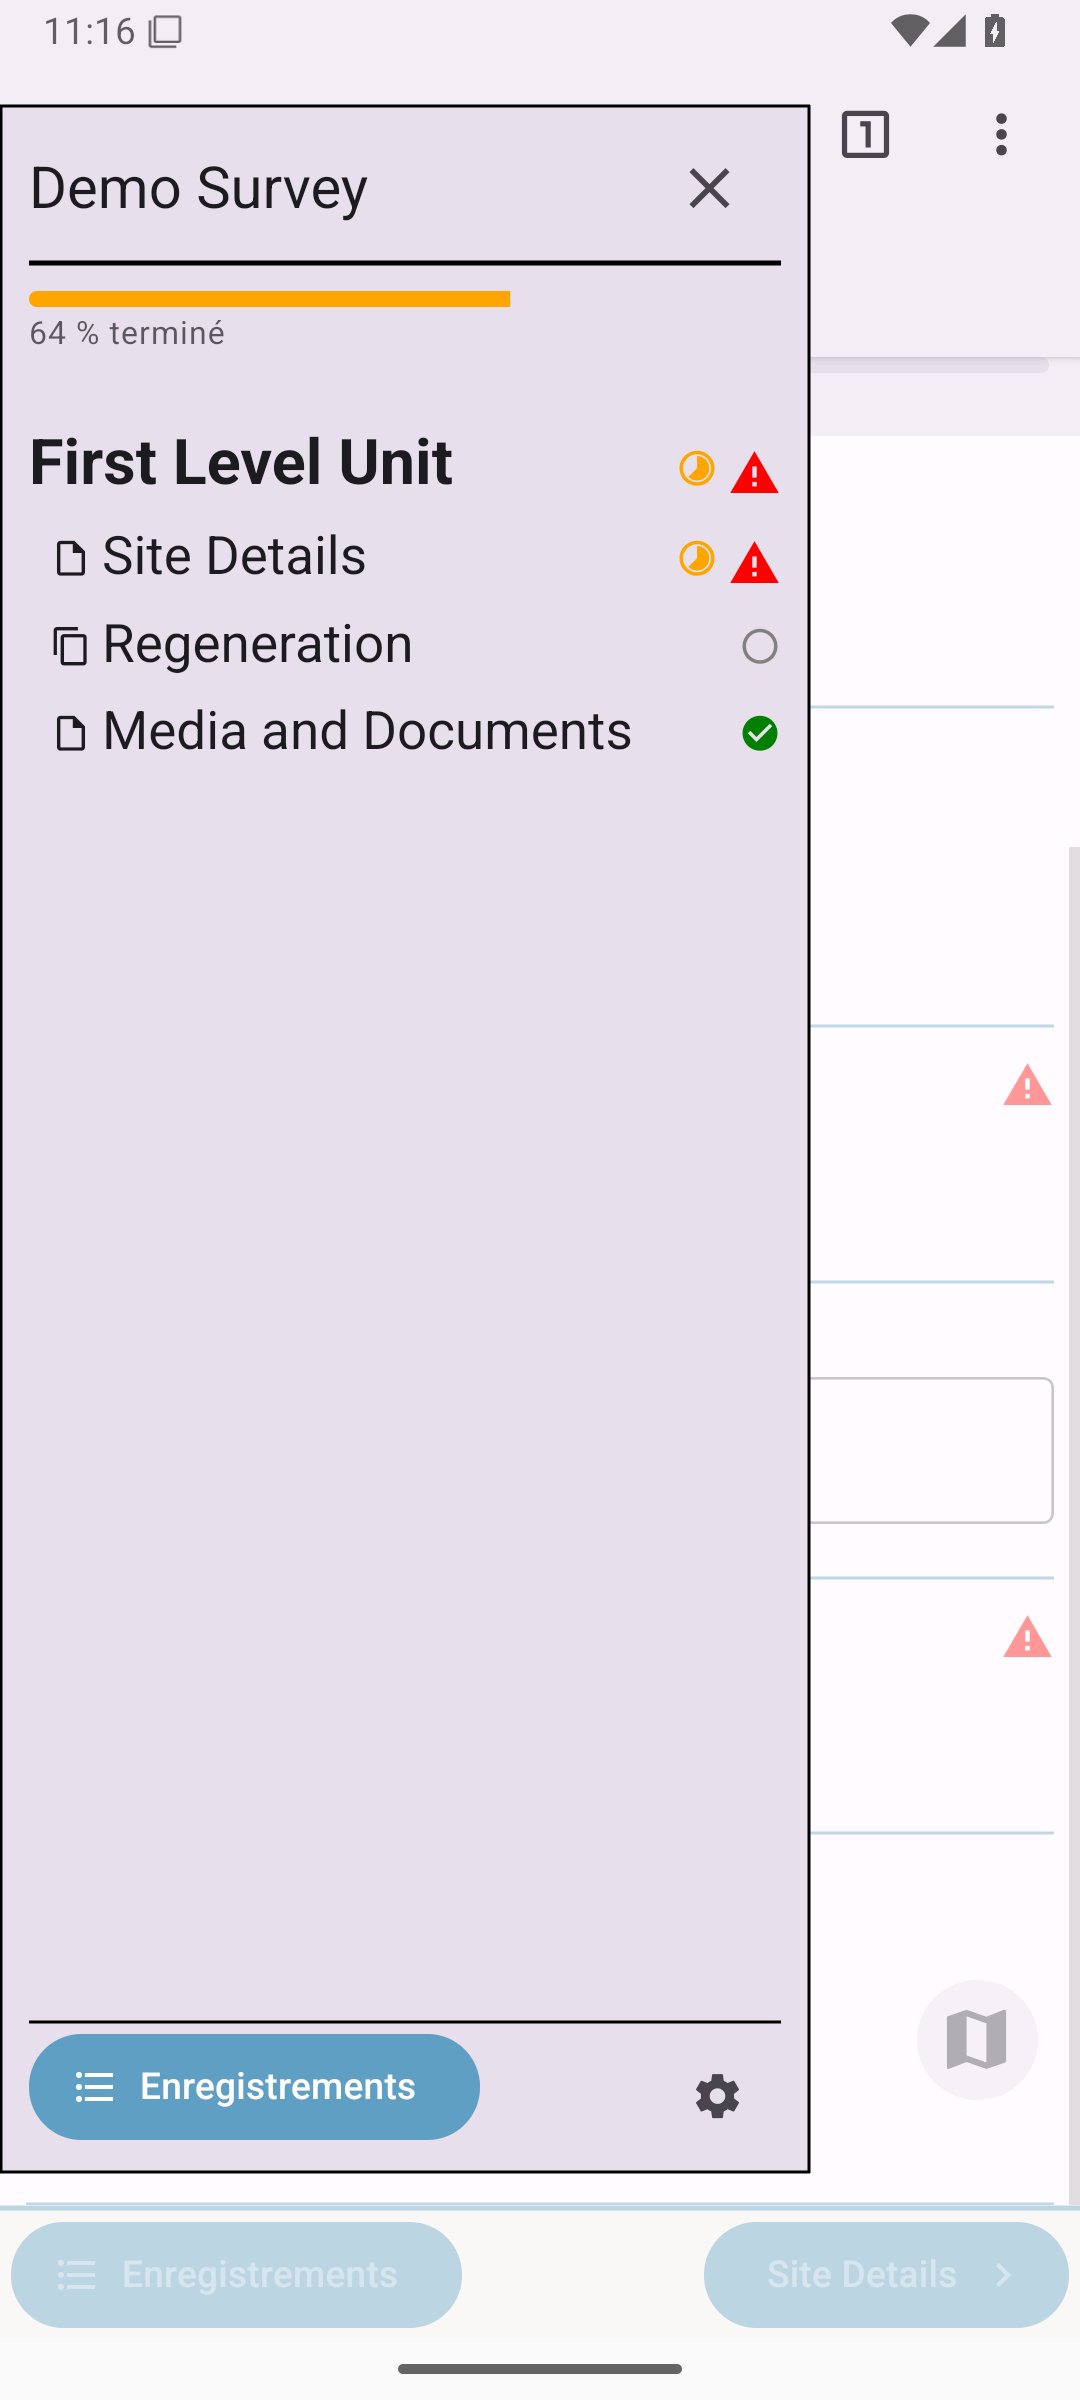 11:16
1
Demo Survey
64 % terminé
First Level Unit
Site Details
Regeneration
Media and Documents
Enregistrements
Enregistrements
Site Details